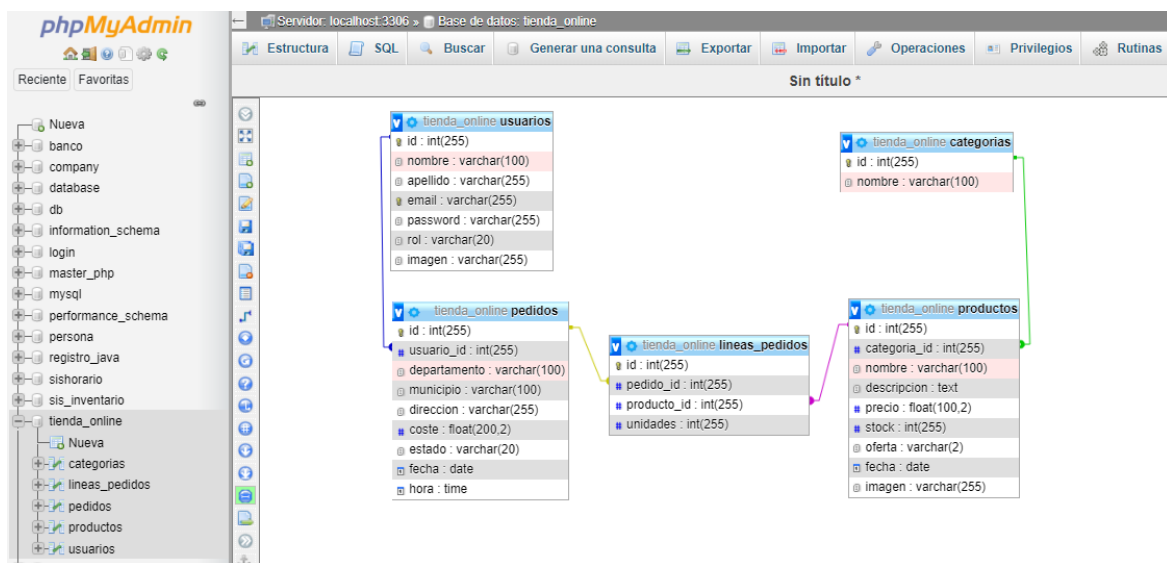 phpMyAdmin
Reciente Favoritas
Nueva
banco
company
database
db
information_schema
login
master_php
mysql
performance_schema
persona
registro_java
sishorario
sis_inventario
tienda_online
Nueva
categorias
lineas_pedidos
pedidos
productos
usuarios
Servidor: localhost:3306 » Base de datos: tienda_online
Estructura SQL Buscar Generar una consulta Exportar Importar Operaciones Privilegios Rutinas
Sin título *
tienda_online usuarios
id : int(255)
nombre : varchar(100)
apellido : varchar(255)
email : varchar(255)
password : varchar(255)
rol : varchar(20)
imagen : varchar(255)
tienda_online categorias
id : int(255)
nombre : varchar(100)
tienda_online pedidos
id : int(255)
usuario_id : int(255)
departamento : varchar(100)
municipio : varchar(100)
direccion : varchar(255)
coste : float(200,2)
estado : varchar(20)
fecha : date
hora : time
tienda_online lineas_pedidos
id : int(255)
pedido_id : int(255)
producto_id : int(255)
unidades : int(255)
tienda_online productos
id : int(255)
categoria_id : int(255)
nombre : varchar(100)
descripcion : text
precio : float(100,2)
stock : int(255)
oferta : varchar(2)
fecha : date
imagen : varchar(255)